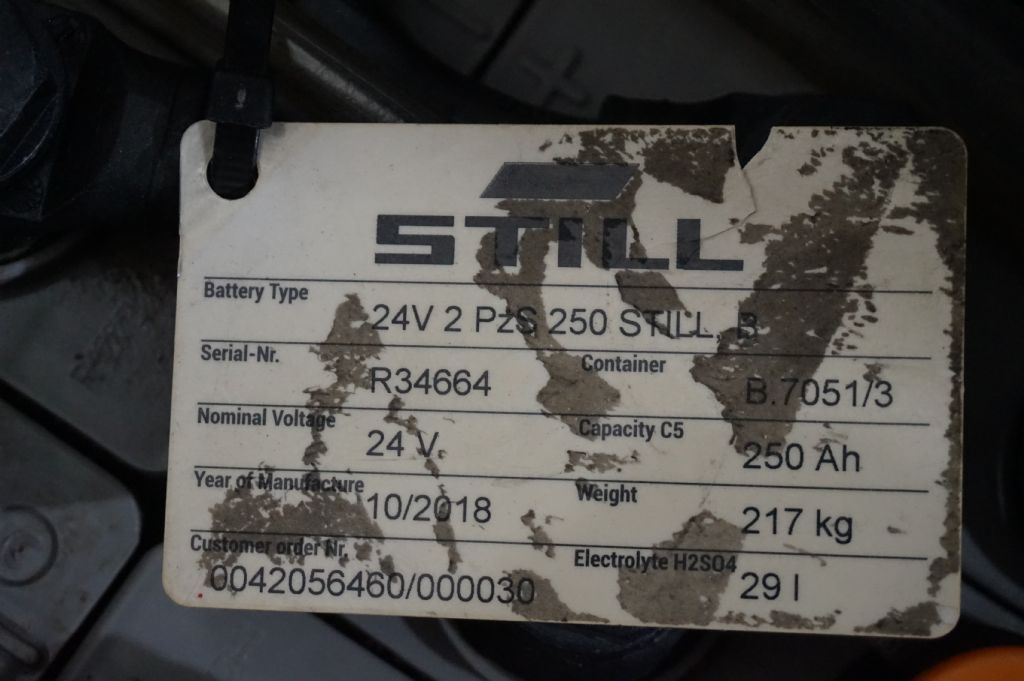 STILL
Battery Type
24V 2 PzS 250 STILL, B
Serial-Nr.
R34664
Container
B.7051/3
Nominal Voltage
24 V
Capacity C5
250 Ah
Year of Manufacture
10/2018
Weight
217 kg
Customer order Nr.
0042056460/000030
Electrolyte H2SO4
29 l